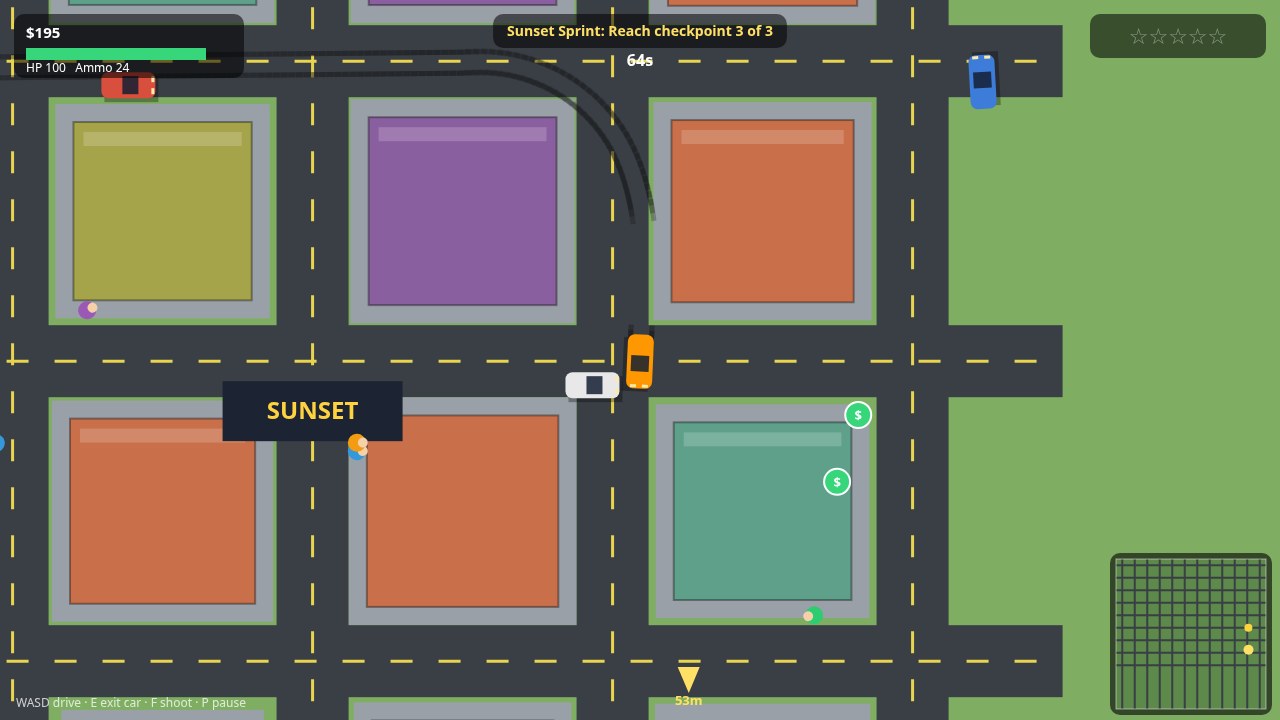 $195
HP 100 Ammo 24
Sunset Sprint: Reach checkpoint 3 of 3
64s
☆☆☆☆☆
SUNSET
$
$
53m
WASD drive · E exit car · F shoot · P pause